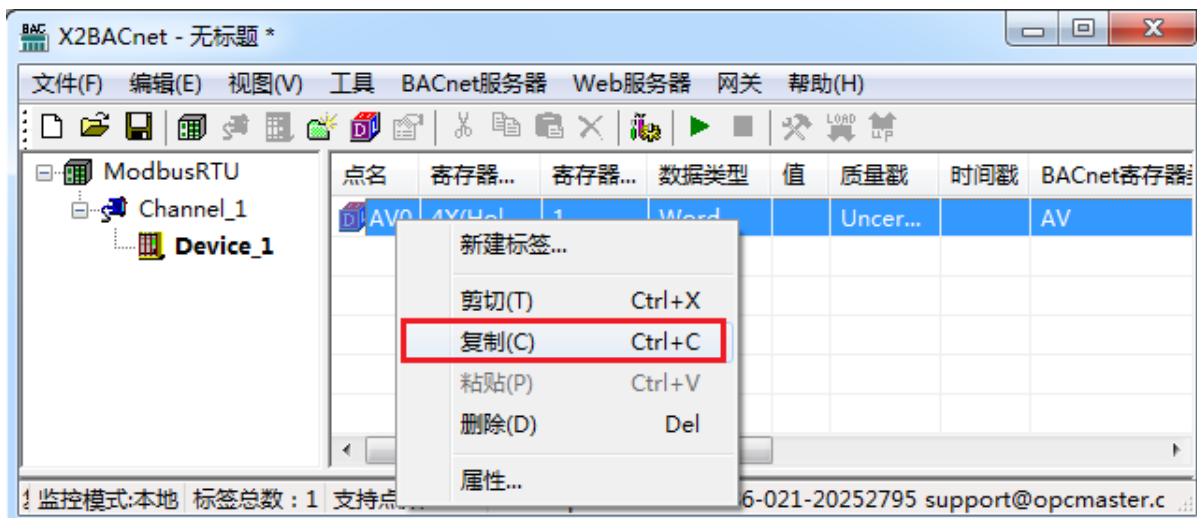 X2BACnet - 无标题 *
文件(F) 编辑(E) 视图(V) 工具 BACnet服务器 Web服务器 网关 帮助(H)
ModbusRTU
Channel_1
Device_1
点名 寄存器... 寄存器... 数据类型 值 质量戳 时间戳 BACnet寄存器
AV0 4X(Hol 1 Word Uncer... AV
新建标签...
剪切(T) Ctrl+X
复制(C) Ctrl+C
粘贴(P) Ctrl+V
删除(D) Del
属性...
监控模式:本地 标签总数：1 支持点 6-021-20252795 support@opcmaster.c